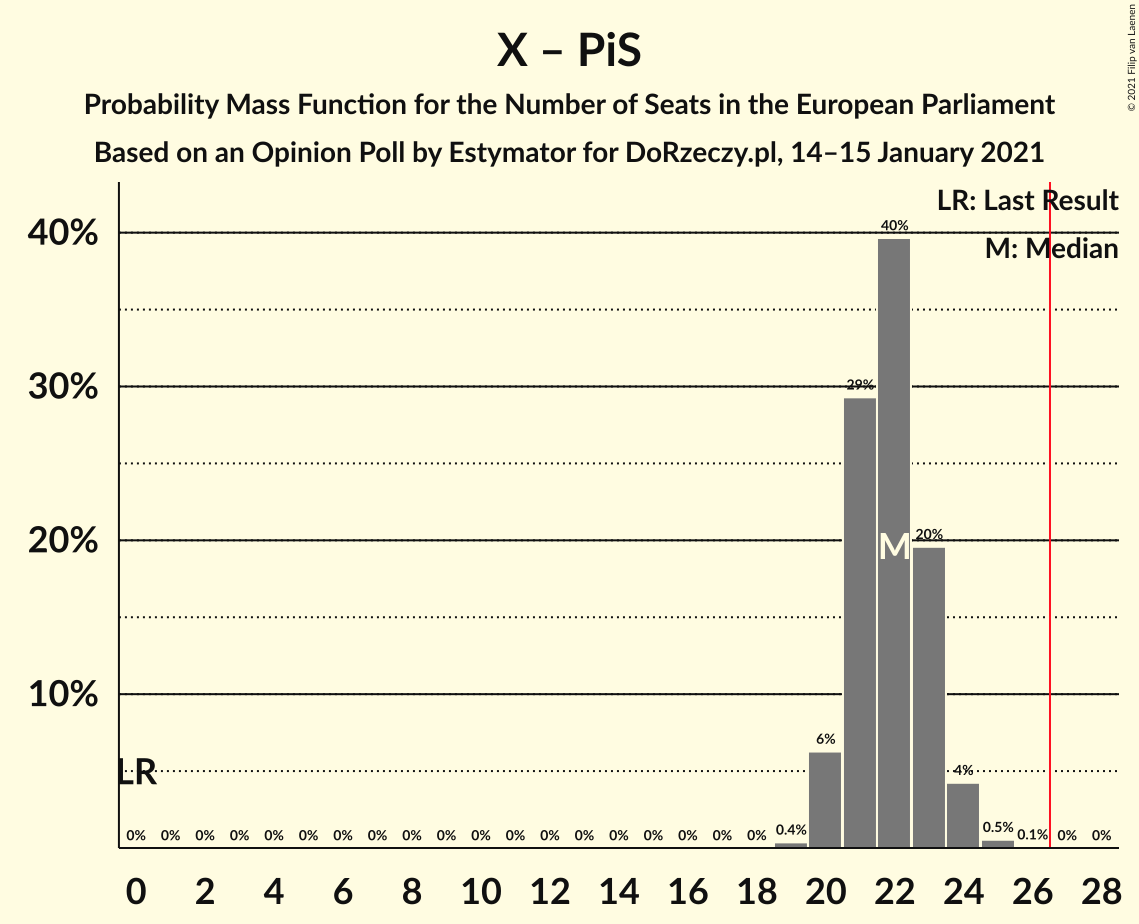 X – PiS
Probability Mass Function for the Number of Seats in the European Parliament
Based on an Opinion Poll by Estymator for DoRzeczy.pl, 14–15 January 2021
© 2021 Filip van Laenen
LR: Last Result
M: Median
40%
30%
20%
10%
40%
29%
M
20%
6%
4%
LR
0% 0% 0% 0% 0% 0% 0% 0% 0% 0% 0% 0% 0% 0% 0% 0% 0% 0% 0% 0.4% 0.5% 0.1% 0% 0%
0 2 4 6 8 10 12 14 16 18 20 22 24 26 28